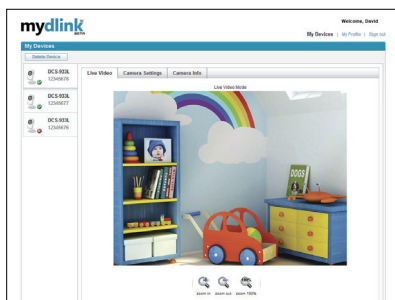 mydlink
Welcome, David
My Devices | My Profile | Sign out
My Devices
Delete Device
DCS-933L
12345678
DCS-933L
12345677
DCS-933L
12345676
Live Video
Camera Settings
Camera Info
Live Video Mode
DOGS
zoom in
zoom out
zoom 100%